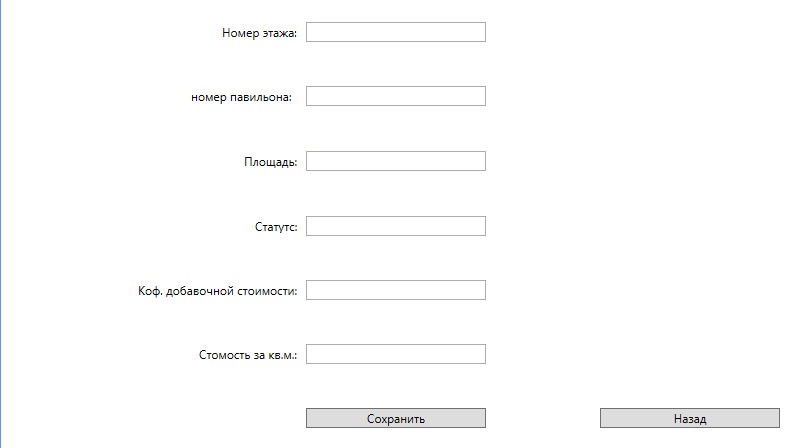 Номер этажа:
номер павильона:
Площадь:
Статутс:
Коф. добавочной стоимости:
Стомость за кв.м.:
Сохранить
Назад